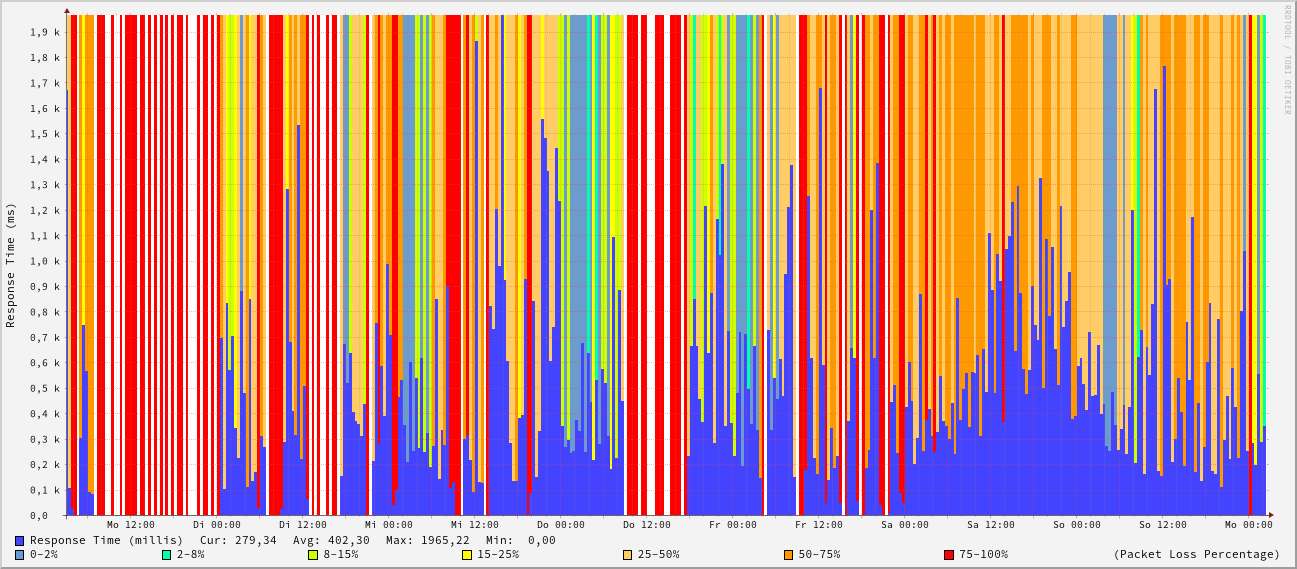 RRDTOOL / TOBI OETIKER
Response Time (ms)
1,9 k
1,8 k
1,7 k
1,6 k
1,5 k
1,4 k
1,3 k
1,2 k
1,1 k
1,0 k
0,9 k
0,8 k
0,7 k
0,6 k
0,5 k
0,4 k
0,3 k
0,2 k
0,1 k
0,0
Mo 12:00 Di 00:00 Di 12:00 Mi 00:00 Mi 12:00 Do 00:00 Do 12:00 Fr 00:00 Fr 12:00 Sa 00:00 Sa 12:00 So 00:00 So 12:00 Mo 00:00
Response Time (millis) Cur: 279,34 Avg: 402,30 Max: 1965,22 Min: 0,00
0-2% 2-8% 8-15% 15-25% 25-50% 50-75% 75-100% (Packet Loss Percentage)